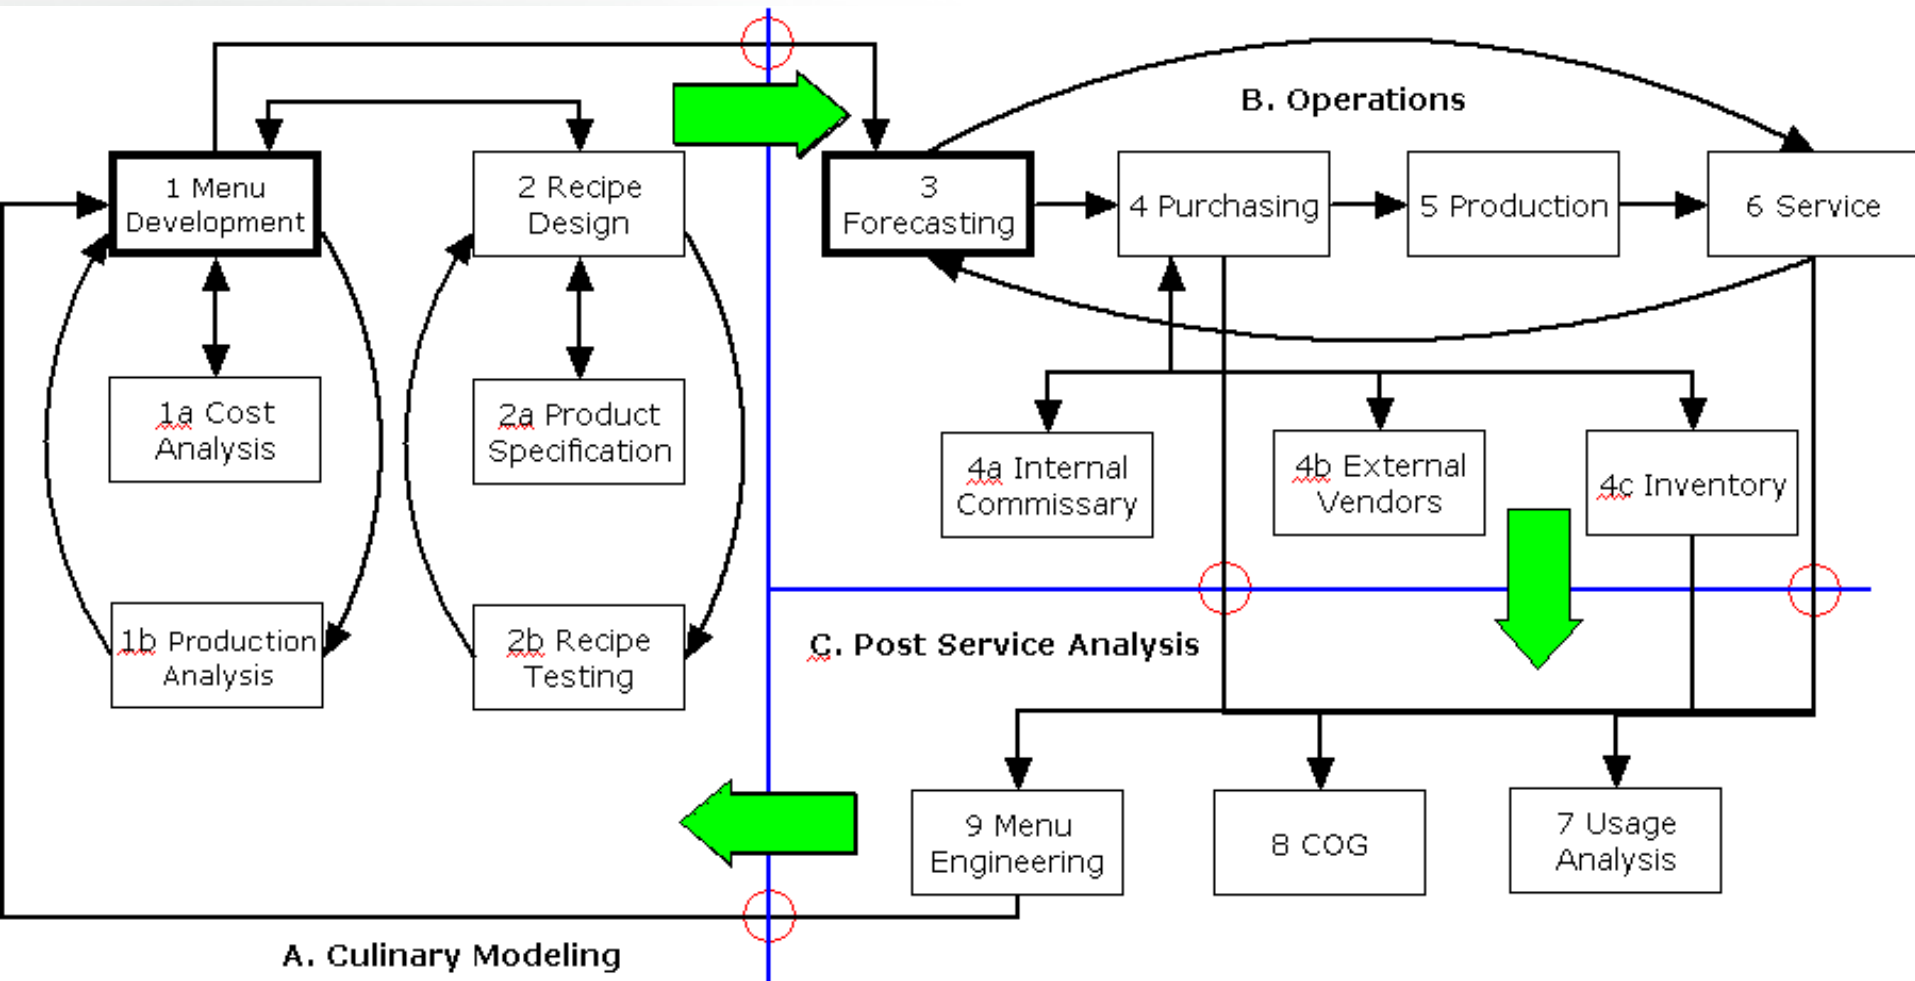 B. Operations
1 Menu
Development
2 Recipe
Design
3
Forecasting
4 Purchasing
5 Production
6 Service
1a Cost
Analysis
2a Product
Specification
4a Internal
Commissary
4b External
Vendors
4c Inventory
1b Production
Analysis
2b Recipe
Testing
C. Post Service Analysis
9 Menu
Engineering
8 COG
7 Usage
Analysis
A. Culinary Modeling